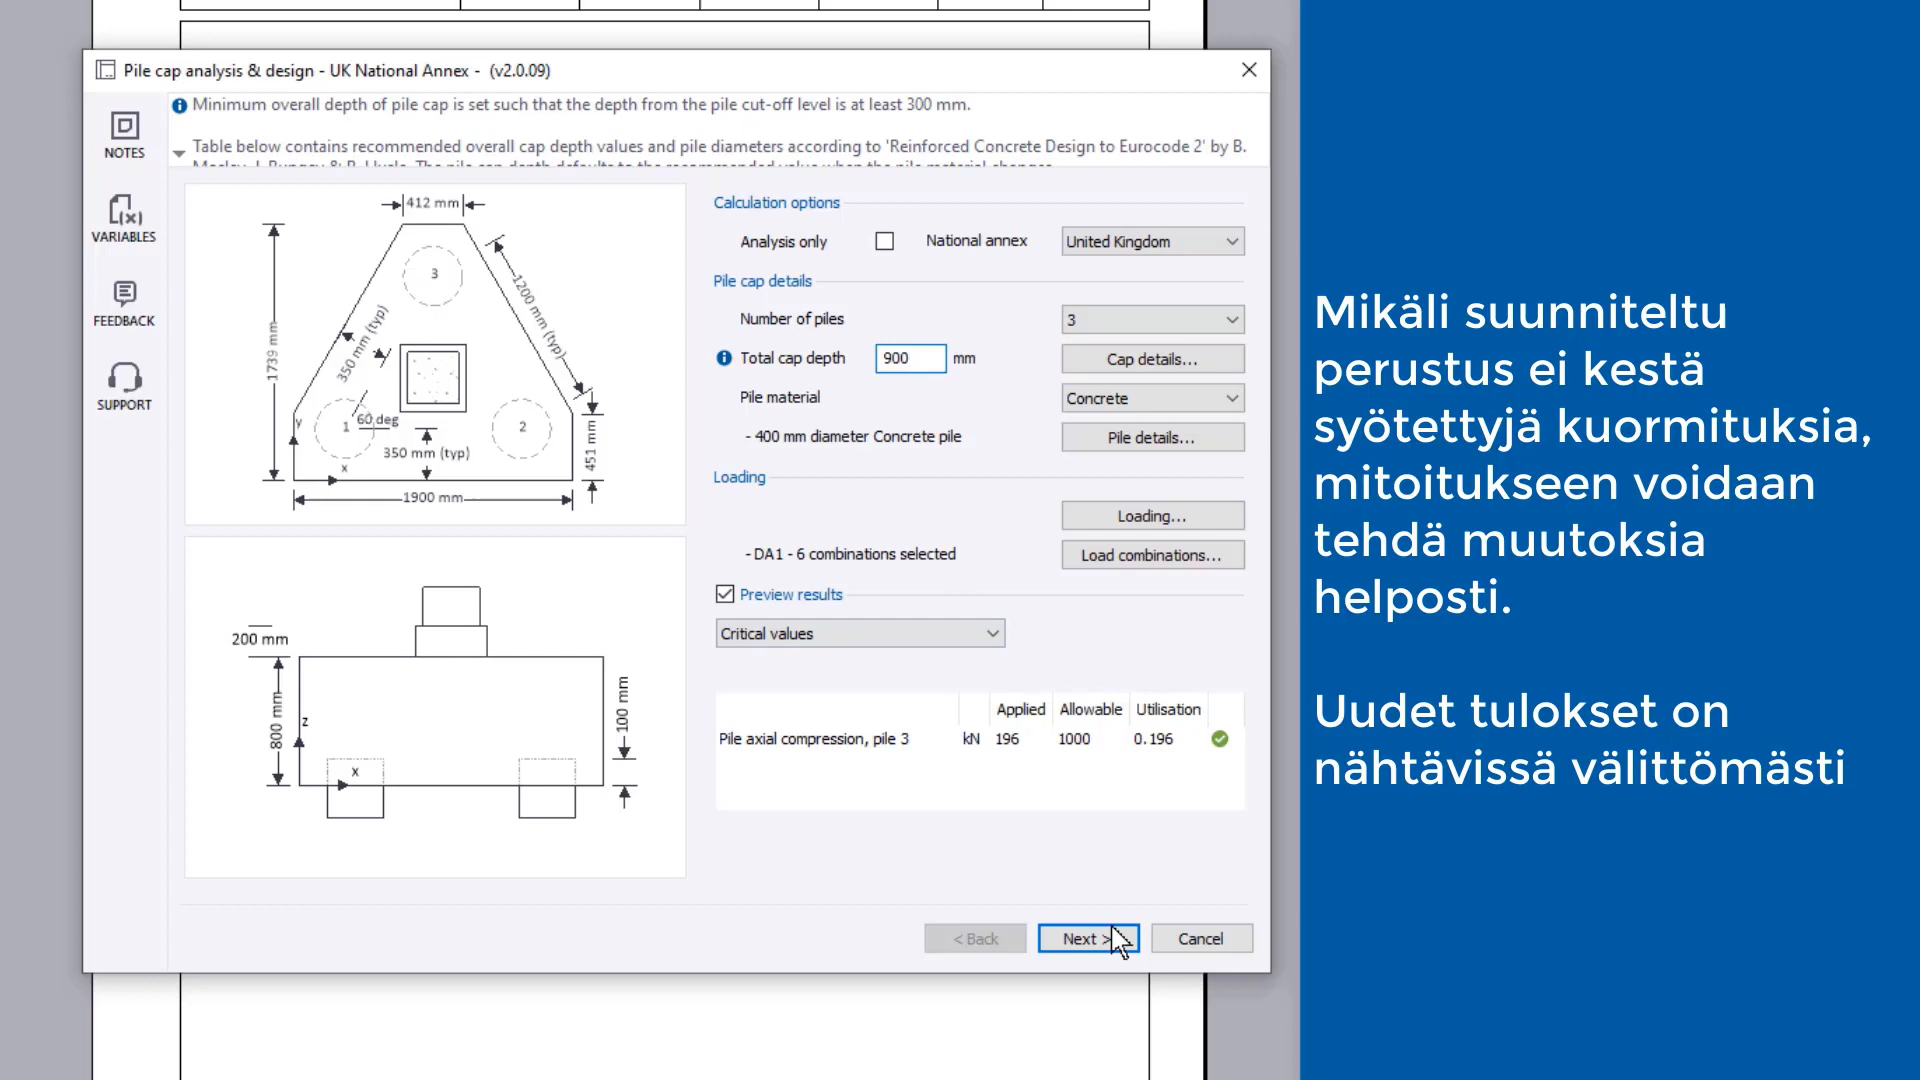 Pile cap analysis & design - UK National Annex - (v2.0.09)
Minimum overall depth of pile cap is set such that the depth from the pile cut-off level is at least 300 mm.
Table below contains recommended overall cap depth values and pile diameters according to 'Reinforced Concrete Design to Eurocode 2' by B.
NOTES
VARIABLES
FEEDBACK
SUPPORT
412 mm
3
1200 mm (typ)
1739 mm
350 mm (typ)
60 deg
1
2
y
x
350 mm (typ)
451 mm
1900 mm
200 mm
800 mm
z
x
100 mm
Calculation options
Analysis only
National annex
United Kingdom
Pile cap details
Number of piles
3
Total cap depth
900
mm
Cap details...
Pile material
Concrete
- 400 mm diameter Concrete pile
Pile details...
Loading
Loading...
- DA1 - 6 combinations selected
Load combinations...
Preview results
Critical values
Applied Allowable Utilisation
Pile axial compression, pile 3 kN 196 1000 0.196
< Back
Next >
Cancel
Mikäli suunniteltu
perustus ei kestä
syötettyjä kuormituksia,
mitoitukseen voidaan
tehdä muutoksia
helposti.
Uudet tulokset on
nähtävissä välittömästi